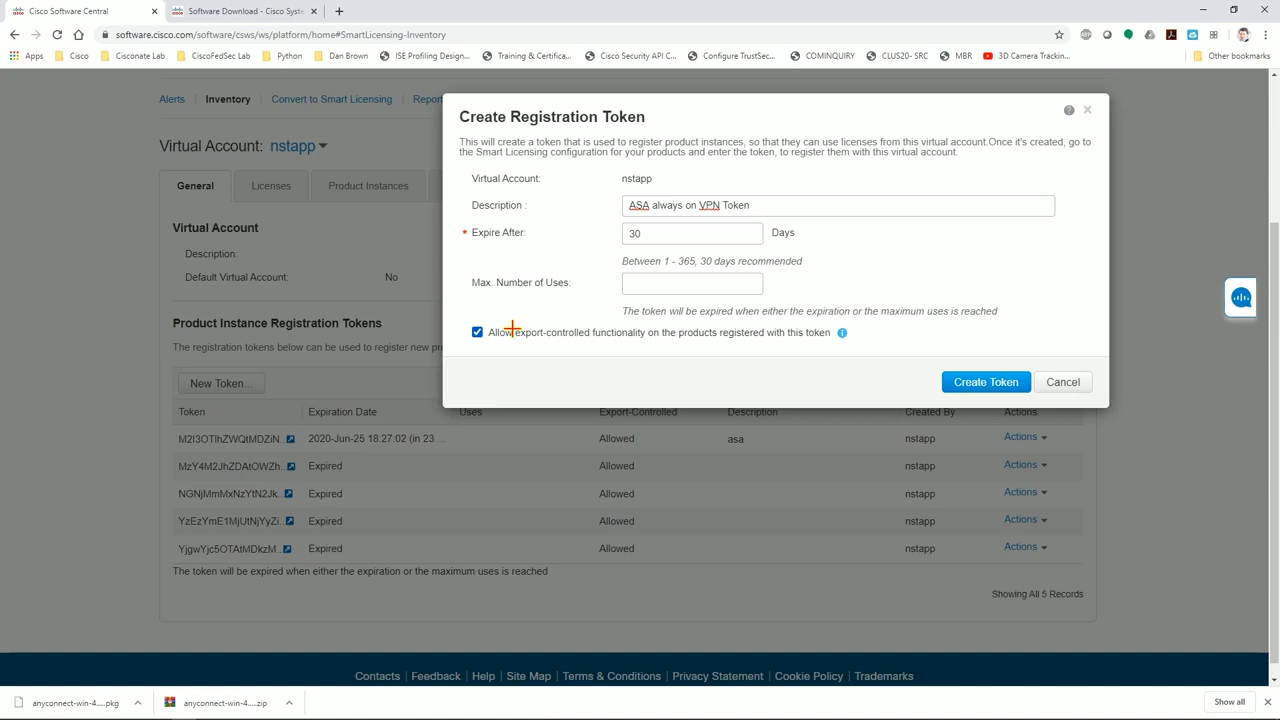 Cisco Software Central
Software Download - Cisco Syste
software.cisco.com/software/csws/ws/platform/home#SmartLicensing-Inventory
Apps Cisco Cisconate Lab CiscoFedSec Lab Python Dan Brown ISE Profiling Design... Training & Certifica... Cisco Security API C... Configure TrustSec... COMINQUIRY CLUS20- SRC MBR 3D Camera Trackin... Other bookmarks
Alerts Inventory Convert to Smart Licensing Report
Virtual Account: nstapp
General Licenses Product Instances
Virtual Account
Description:
Default Virtual Account: No
Product Instance Registration Tokens
The registration tokens below can be used to register new pr
New Token...
Create Registration Token
This will create a token that is used to register product instances, so that they can use licenses from this virtual account.Once it's created, go to
the Smart Licensing configuration for your products and enter the token, to register them with this virtual account.
Virtual Account: nstapp
Description : ASA always on VPN Token
* Expire After: 30 Days
Between 1 - 365, 30 days recommended
Max. Number of Uses:
The token will be expired when either the expiration or the maximum uses is reached
Allow export-controlled functionality on the products registered with this token
Create Token Cancel
Token Expiration Date Uses Export-Controlled Description Created By Actions
M2I3OTlhZWQtMDZiN.. 2020-Jun-25 18:27:02 (in 23 ... Allowed asa nstapp Actions
MzY4M2JhZDAtOWZh.. Expired Allowed nstapp Actions
NGNjMmMxNzYtN2Jk.. Expired Allowed nstapp Actions
YzEzYmE1MjUtNjYyZi.. Expired Allowed nstapp Actions
YjgwYjc5OTAtMDkzM.. Expired Allowed nstapp Actions
The token will be expired when either the expiration or the maximum uses is reached
Showing All 5 Records
Contacts | Feedback | Help | Site Map | Terms & Conditions | Privacy Statement | Cookie Policy | Trademarks
anyconnect-win-4.....pkg anyconnect-win-4.....zip Show all